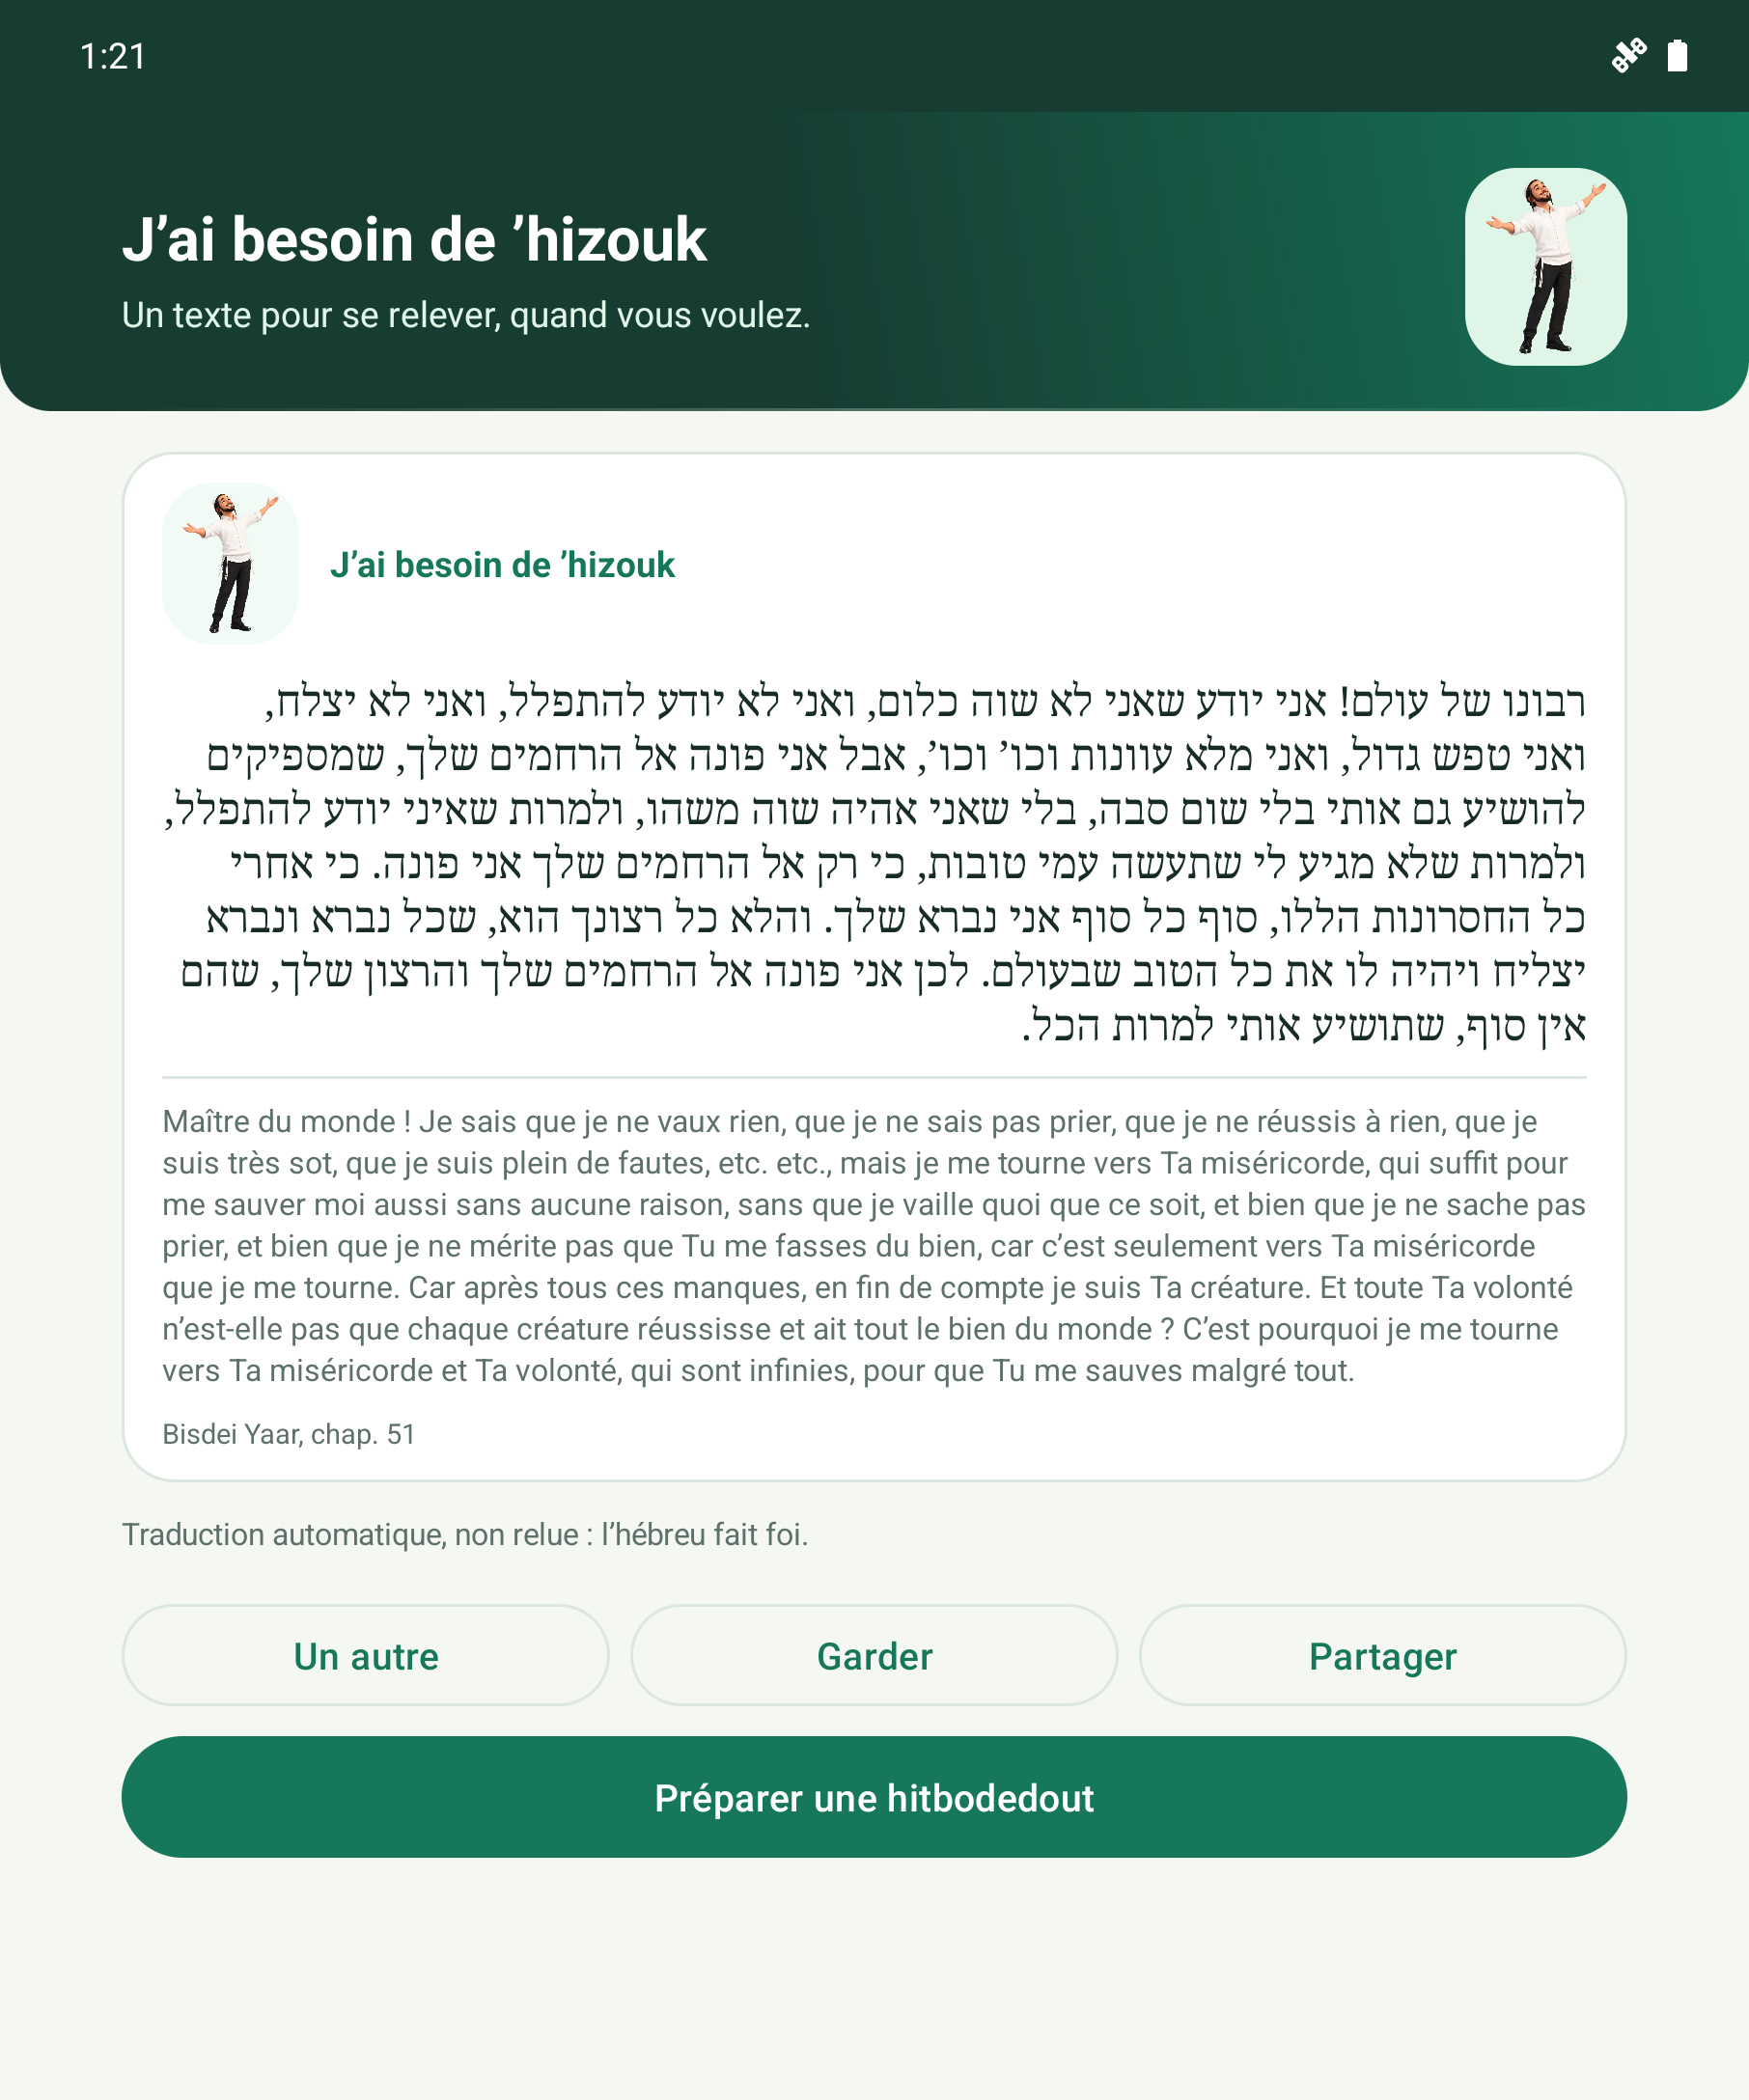 1:21
J’ai besoin de ’hizouk
Un texte pour se relever, quand vous voulez.
J’ai besoin de ’hizouk
רבונו של עולם! אני יודע שאני לא שוה כלום, ואני לא יודע להתפלל, ואני לא יצלח,
ואני טפש גדול, ואני מלא עוונות וכו’ וכו’, אבל אני פונה אל הרחמים שלך, שמספיקים
להושיע גם אותי בלי שום סבה, בלי שאני אהיה שוה משהו, ולמרות שאיני יודע להתפלל,
ולמרות שלא מגיע לי שתעשה עמי טובות, כי רק אל הרחמים שלך אני פונה. כי אחרי
כל החסרונות הללו, סוף כל סוף אני נברא שלך. והלא כל רצונך הוא, שכל נברא ונברא
יצליח ויהיה לו את כל הטוב שבעולם. לכן אני פונה אל הרחמים שלך והרצון שלך, שהם
אין סוף, שתושיע אותי למרות הכל.
Maître du monde ! Je sais que je ne vaux rien, que je ne sais pas prier, que je ne réussis à rien, que je
suis très sot, que je suis plein de fautes, etc. etc., mais je me tourne vers Ta miséricorde, qui suffit pour
me sauver moi aussi sans aucune raison, sans que je vaille quoi que ce soit, et bien que je ne sache pas
prier, et bien que je ne mérite pas que Tu me fasses du bien, car c’est seulement vers Ta miséricorde
que je me tourne. Car après tous ces manques, en fin de compte je suis Ta créature. Et toute Ta volonté
n’est-elle pas que chaque créature réussisse et ait tout le bien du monde ? C’est pourquoi je me tourne
vers Ta miséricorde et Ta volonté, qui sont infinies, pour que Tu me sauves malgré tout.
Bisdei Yaar, chap. 51
Traduction automatique, non relue : l’hébreu fait foi.
Un autre
Garder
Partager
Préparer une hitbodedout